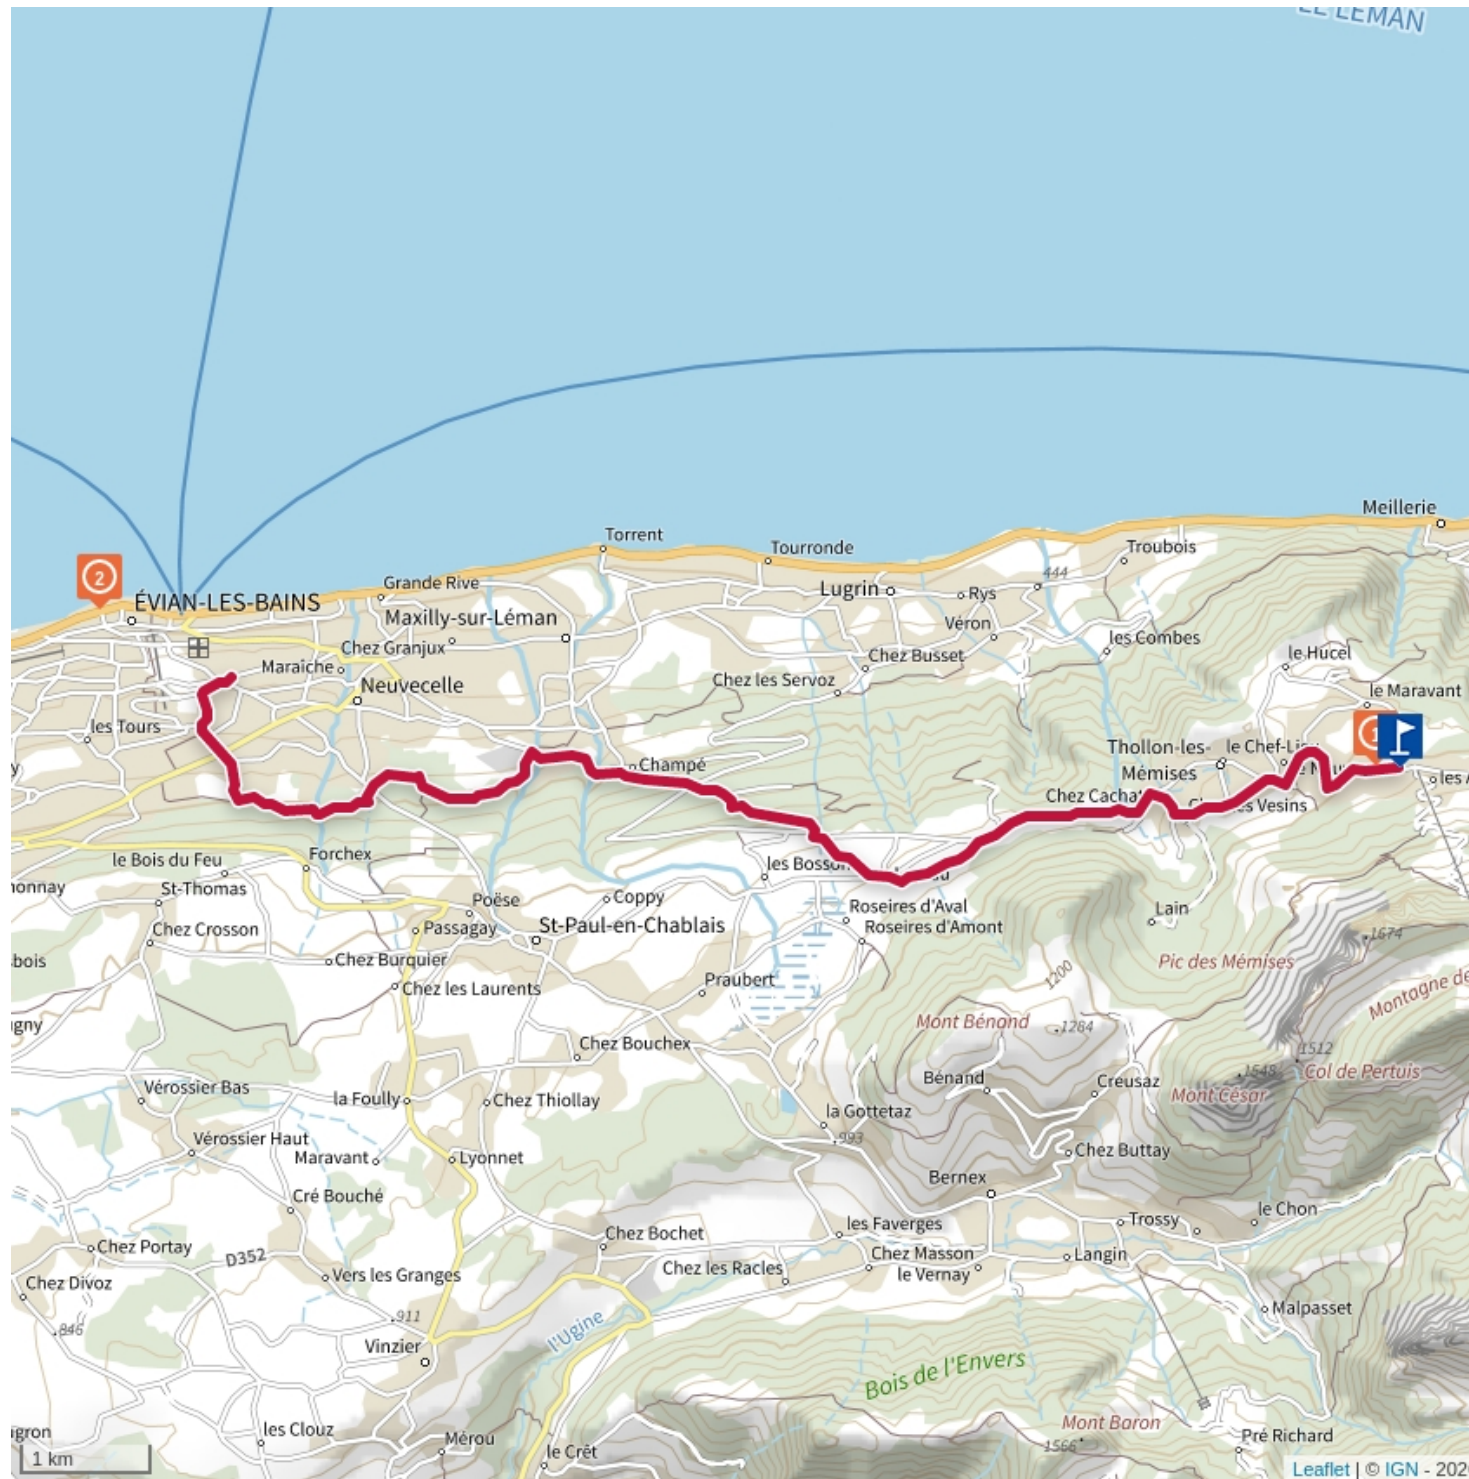 LE LÉMAN
Meillerie
Torrent
Tourronde
Troubois
2
Grande Rive
444
ÉVIAN-LES-BAINS
Lugrin
Rys
Maxilly-sur-Léman
Véron
les Combes
Chez Granjux
Chez Busset
le Hucel
Maraîche
Chez les Servoz
Neuvecelle
le Maravant
les Tours
1
Thollon-les-
Mémises
Champé
Chez
les Bosso
le Bois du Feu
Forchex
St-Thomas
Poëse
Coppy
Roseires d'Aval
Lain
Chez Crosson
Passagay
St-Paul-en-Chablais
Roseires d'Amont
1674
Chez Burquier
Pic des Mémises
Praubert
1200
Chez les Laurents
Montagne de
Mont Bénand
1284
Chez Bouchex
1512
Col de Pertuis
Vérossier Bas
Bénand
Creusaz
1548
Mont César
la Foully
Chez Thiollay
la Gottetaz
993
Vérossier Haut
Maravant
Lyonnet
Chez Buttay
Bernex
Cré Bouché
le Chon
les Faverges
Trossy
Chez Bochet
Chez Portay
D352
Chez Masson
Langin
Chez les Racles
le Vernay
Chez Divoz
Vers les Granges
911
Malpasset
846
l'Ugine
Vinzier
Bois de l'Envers
Mont Baron
les Clouz
Mérou
1566
Pré Richard
le Crêt
1 km
Leaflet | © IGN - 202